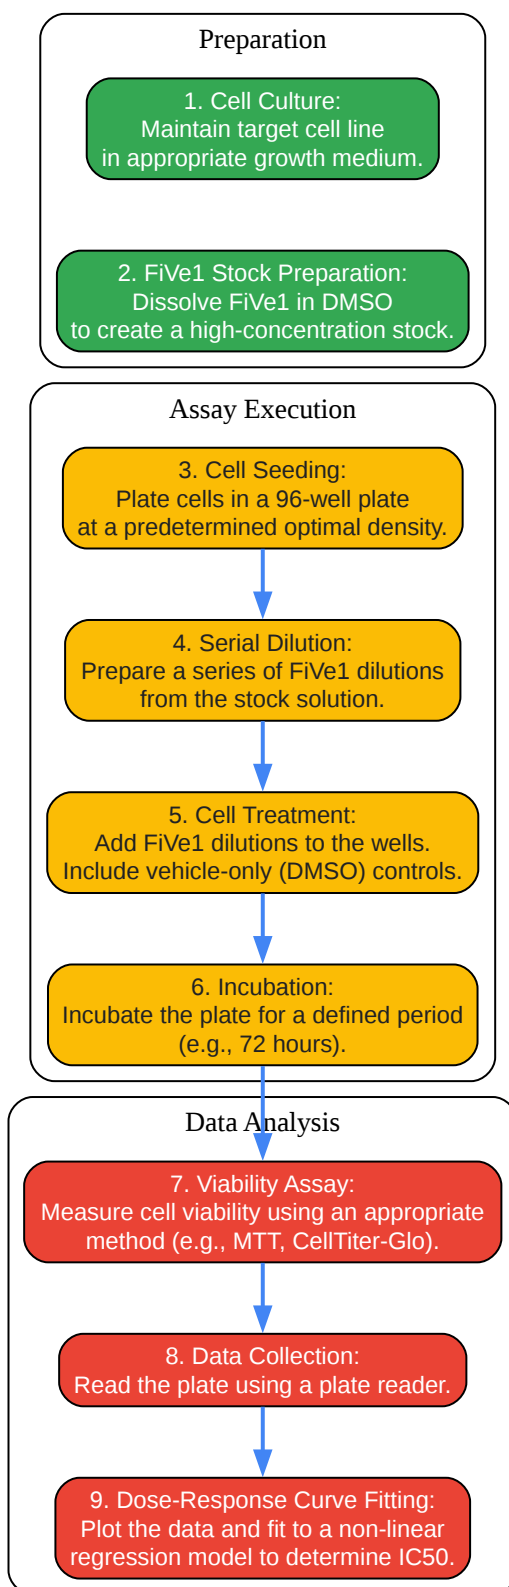 Preparation
1. Cell Culture:
Maintain target cell line
in appropriate growth medium.
2. FiVe1 Stock Preparation:
Dissolve FiVe1 in DMSO
to create a high-concentration stock.
Assay Execution
3. Cell Seeding:
Plate cells in a 96-well plate
at a predetermined optimal density.
4. Serial Dilution:
Prepare a series of FiVe1 dilutions
from the stock solution.
5. Cell Treatment:
Add FiVe1 dilutions to the wells.
Include vehicle-only (DMSO) controls.
6. Incubation:
Incubate the plate for a defined period
(e.g., 72 hours).
Data Analysis
7. Viability Assay:
Measure cell viability using an appropriate
method (e.g., MTT, CellTiter-Glo).
8. Data Collection:
Read the plate using a plate reader.
9. Dose-Response Curve Fitting:
Plot the data and fit to a non-linear
regression model to determine IC50.